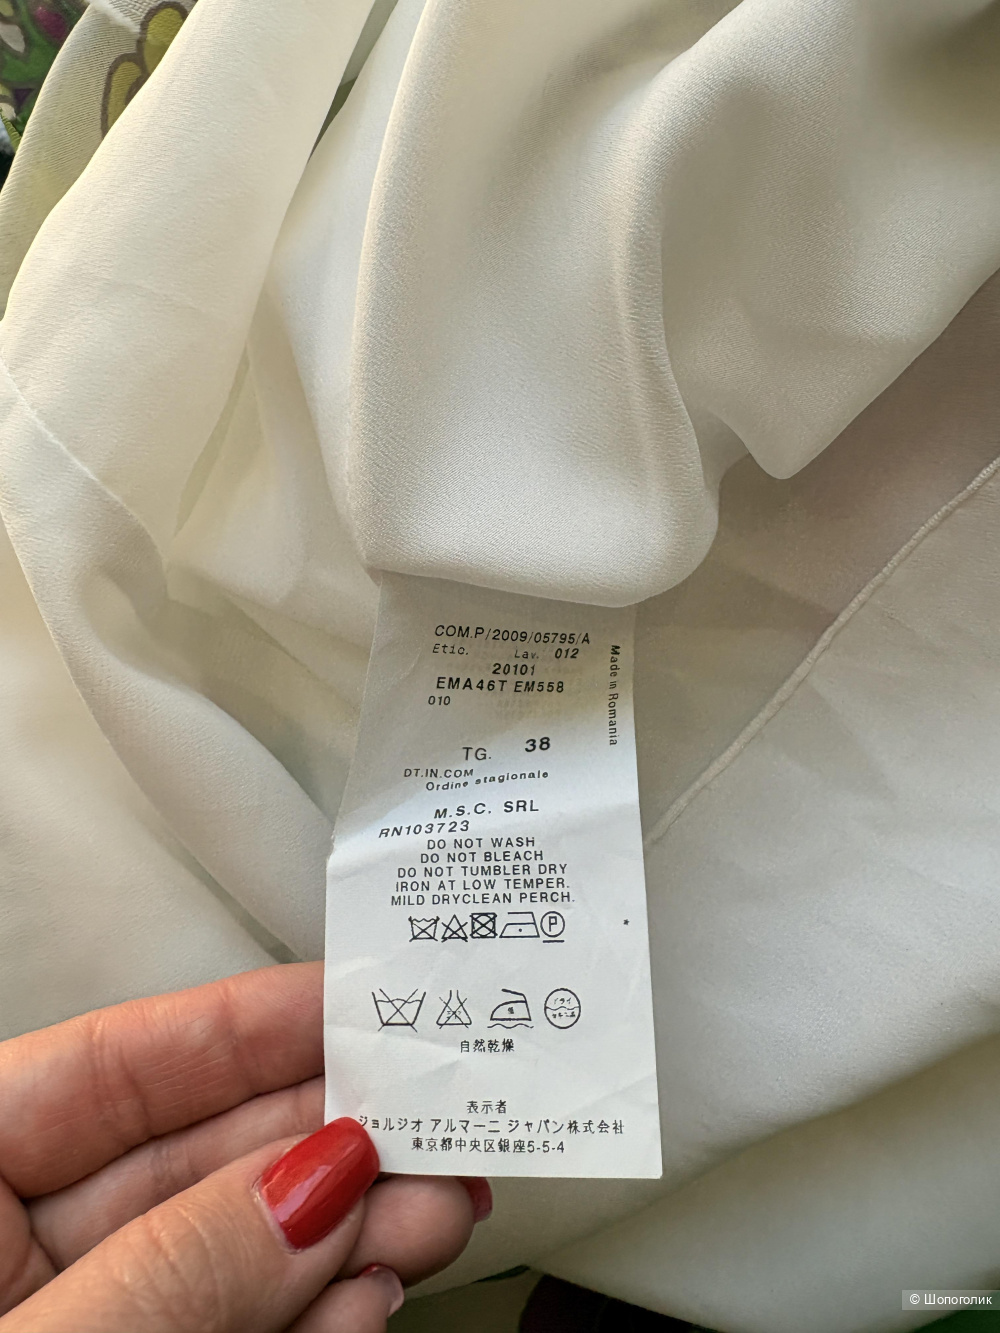 COM.P/2009/05795/A
Etic. Lav. 012
20101
EMA46T EM558
010
Made in Romania
TG. 38
DT.IN.COM
Ordine stagionale
M.S.C. SRL
RN103723
DO NOT WASH
DO NOT BLEACH
DO NOT TUMBLER DRY
IRON AT LOW TEMPER.
MILD DRYCLEAN PERCH.
P
低
ドライ
自然乾燥
表示者
ジョルジオ アルマーニ ジャパン株式会社
東京都中央区銀座5-5-4
© Шопоголик